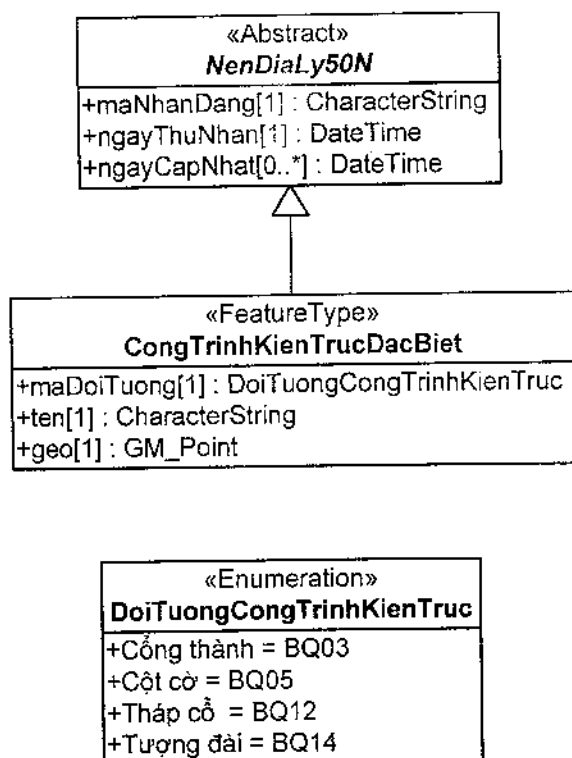 «Abstract»
NenDiaLy50N
+maNhanDang[1] : CharacterString
+ngayThuNhan[1] : DateTime
+ngayCapNhat[0..*] : DateTime
«FeatureType»
CongTrinhKienTrucDacBiet
+maDoiTuong[1] : DoiTuongCongTrinhKienTruc
+ten[1] : CharacterString
+geo[1] : GM_Point
«Enumeration»
DoiTuongCongTrinhKienTruc
+Cổng thành = BQ03
+Cột cờ = BQ05
+Tháp cổ = BQ12
+Tượng đài = BQ14